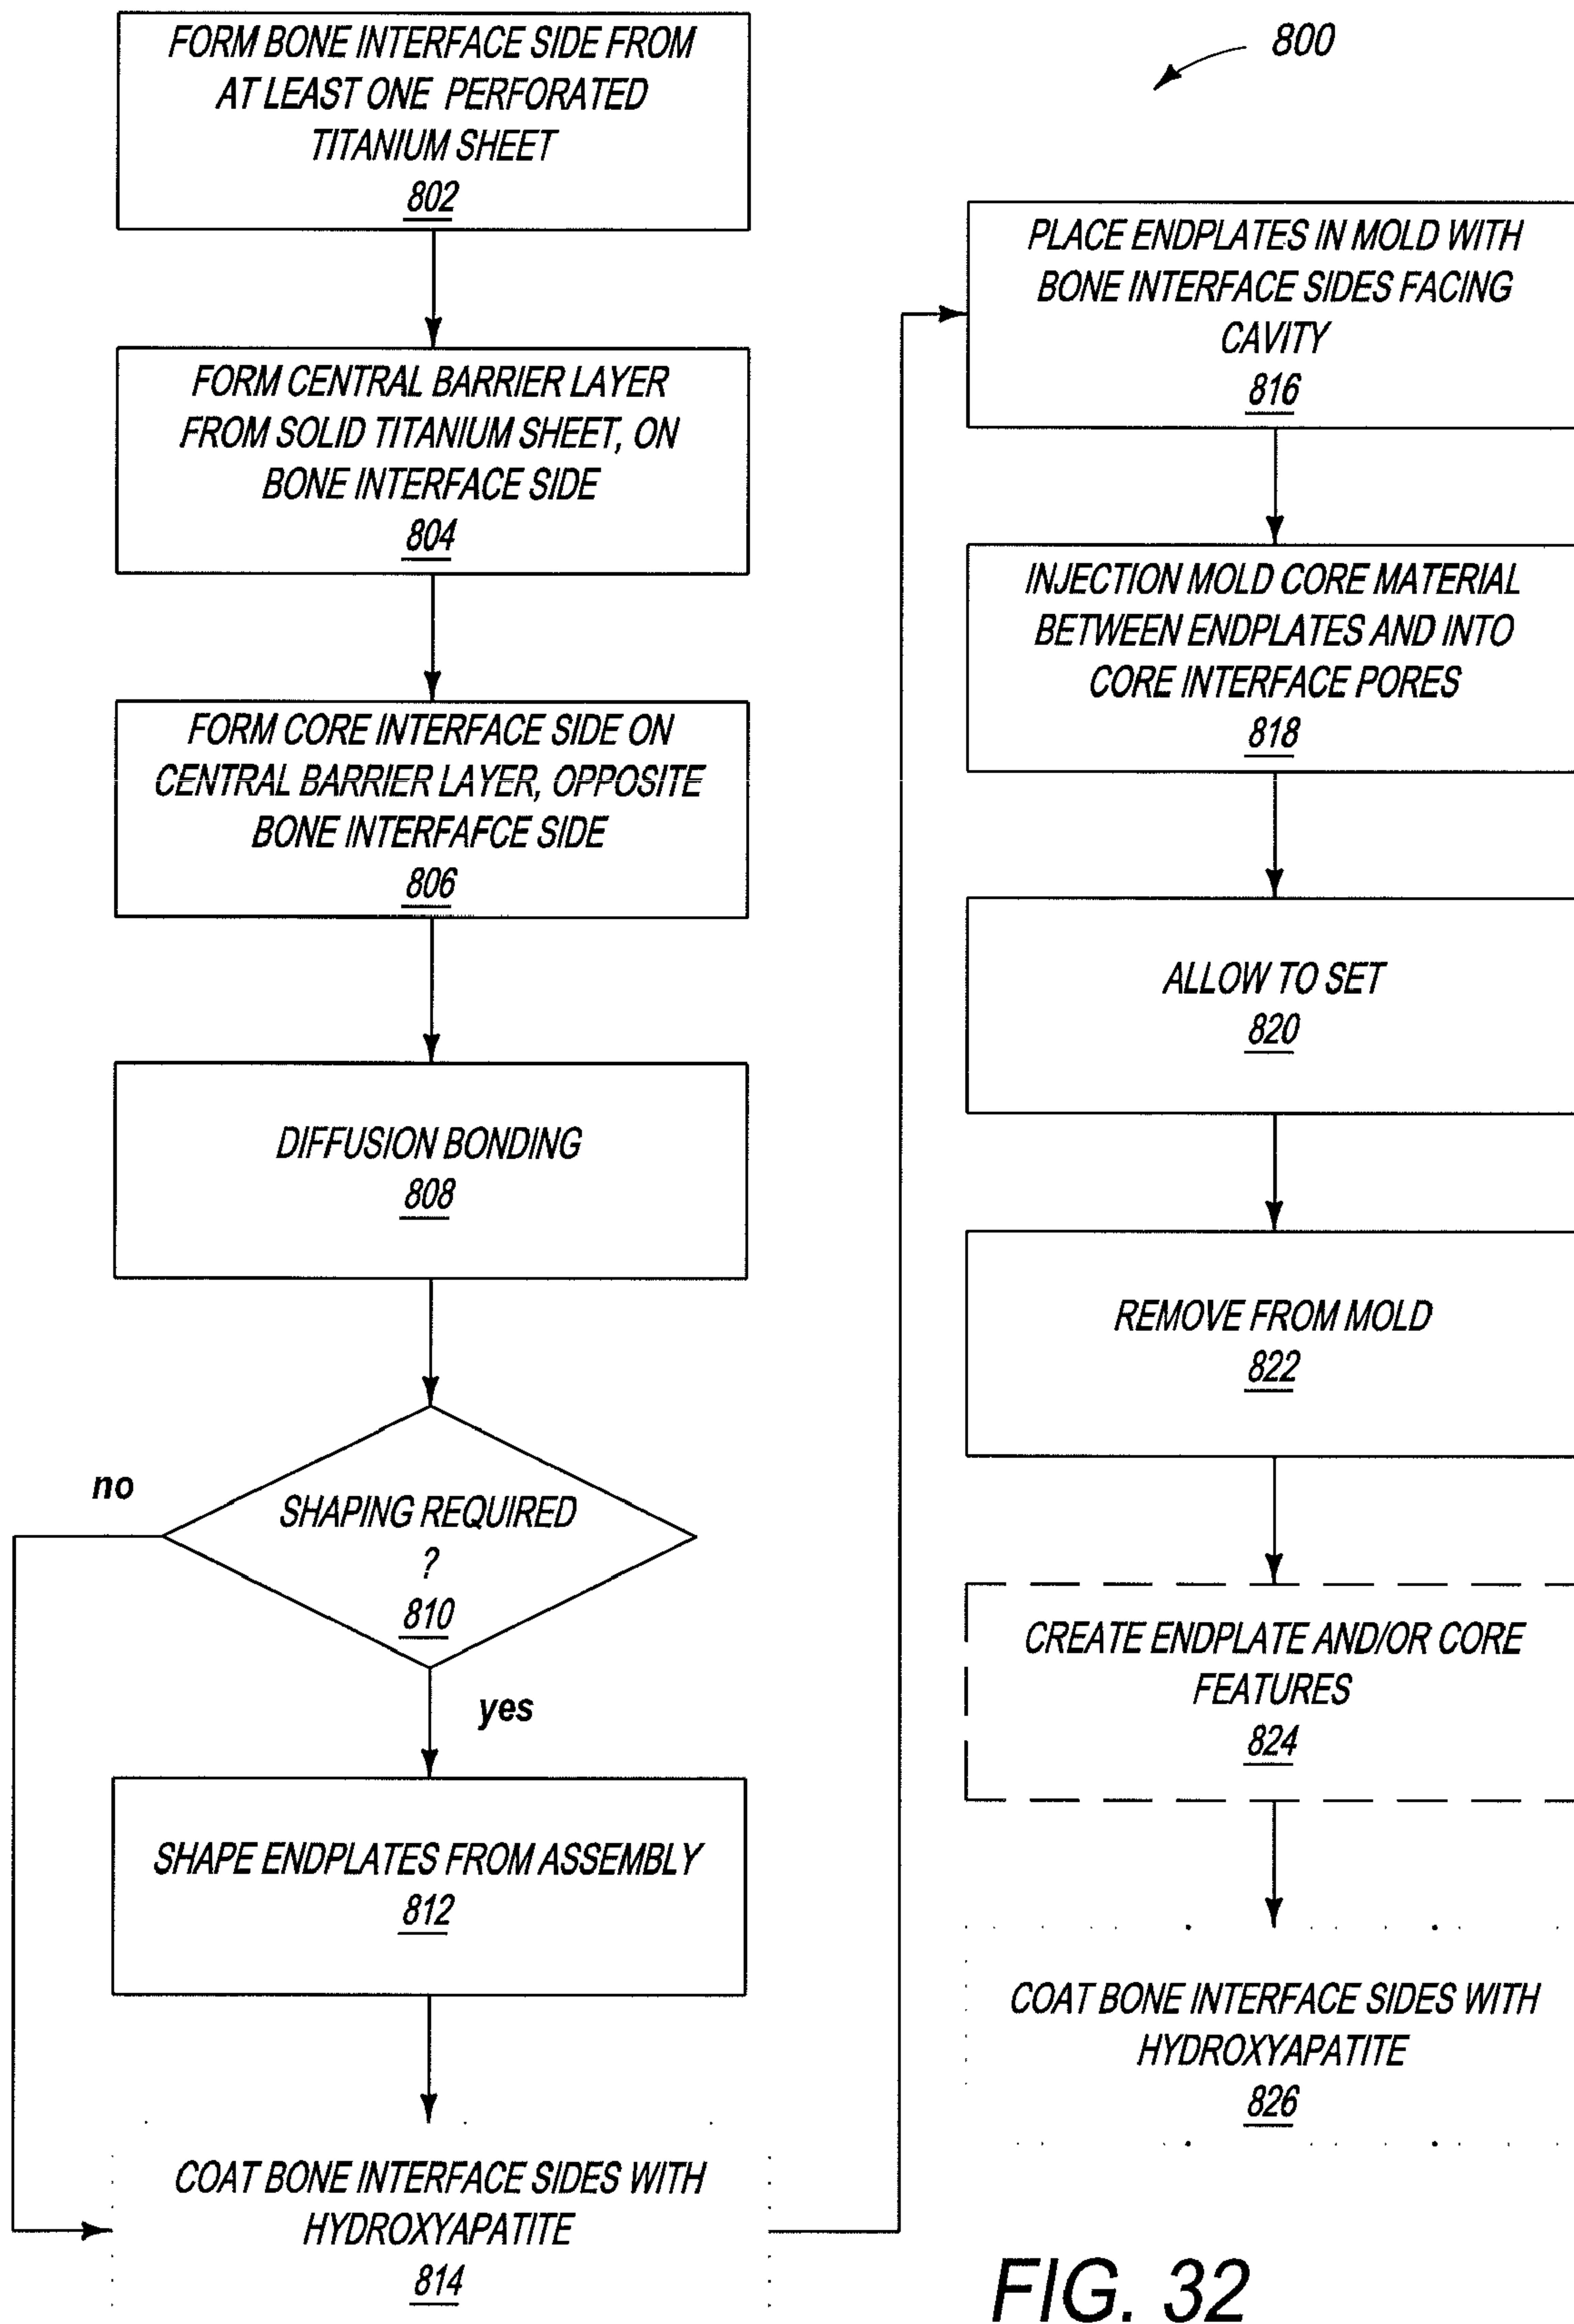 FORM BONE INTERFACE SIDE FROM
AT LEAST ONE PERFORATED
TITANIUM SHEET
802
FORM CENTRAL BARRIER LAYER
FROM SOLID TITANIUM SHEET, ON
BONE INTERFACE SIDE
804
FORM CORE INTERFACE SIDE ON
CENTRAL BARRIER LAYER, OPPOSITE
BONE INTERFAFCE SIDE
806
DIFFUSION BONDING
808
no
SHAPING REQUIRED
?
810
yes
SHAPE ENDPLATES FROM ASSEMBLY
812
COAT BONE INTERFACE SIDES WITH
HYDROXYAPATITE
814
800
PLACE ENDPLATES IN MOLD WITH
BONE INTERFACE SIDES FACING
CAVITY
816
INJECTION MOLD CORE MATERIAL
BETWEEN ENDPLATES AND INTO
CORE INTERFACE PORES
818
ALLOW TO SET
820
REMOVE FROM MOLD
822
CREATE ENDPLATE AND/OR CORE
FEATURES
824
COAT BONE INTERFACE SIDES WITH
HYDROXYAPATITE
826
FIG. 32